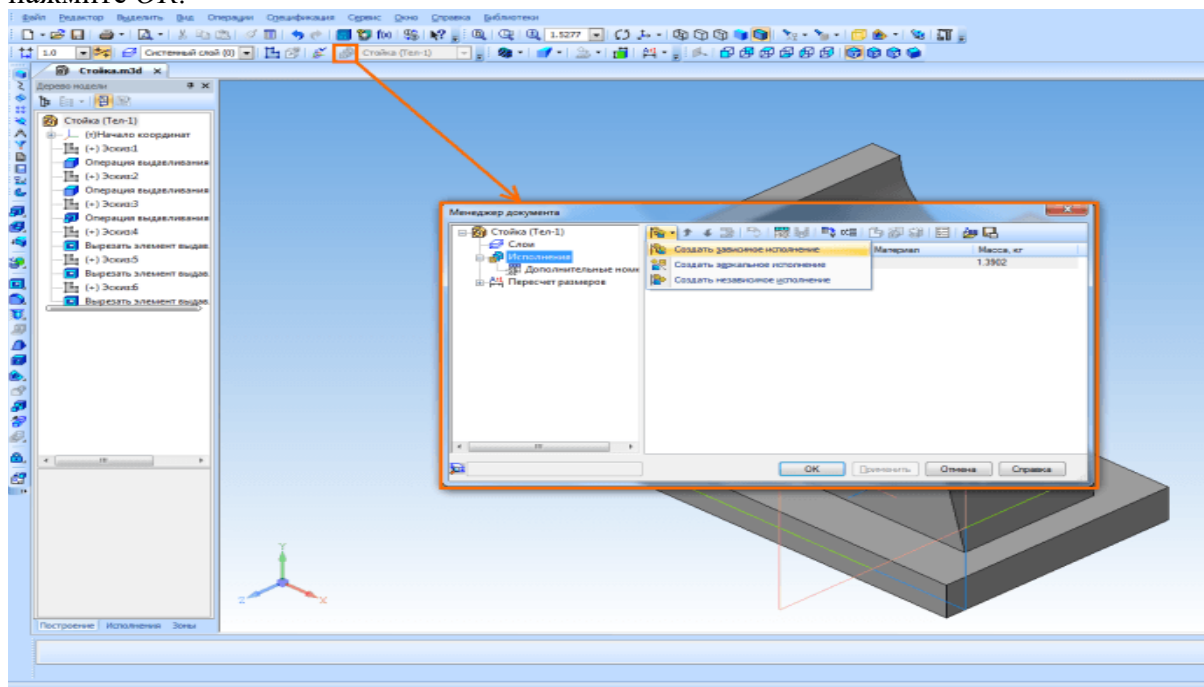 нажмите OK.
Файл Редактор Выделить Вид Операции Спецификация Сервис Окно Справка Библиотеки
1.5277
1.0 Системный слой (0) Стойка (Тел-1)
Стойка.m3d
Дерево модели
Стойка (Тел-1)
(т)Начало координат
(+) Эскиз:1
Операция выдавливания
(+) Эскиз:2
Операция выдавливания
(+) Эскиз:3
Операция выдавливания
(+) Эскиз:4
Вырезать элемент выдав.
(+) Эскиз:5
Вырезать элемент выдав.
(+) Эскиз:6
Вырезать элемент выдав.
Менеджер документа
Стойка (Тел-1)
Слои
Исполнения
Дополнительные номе
Пересчет размеров
Создать зависимое исполнение
Создать зеркальное исполнение
Создать независимое исполнение
Материал Масса, кг
1.3902
OK Применить Отмена Справка
Y
Z X
Построение Исполнения Зоны